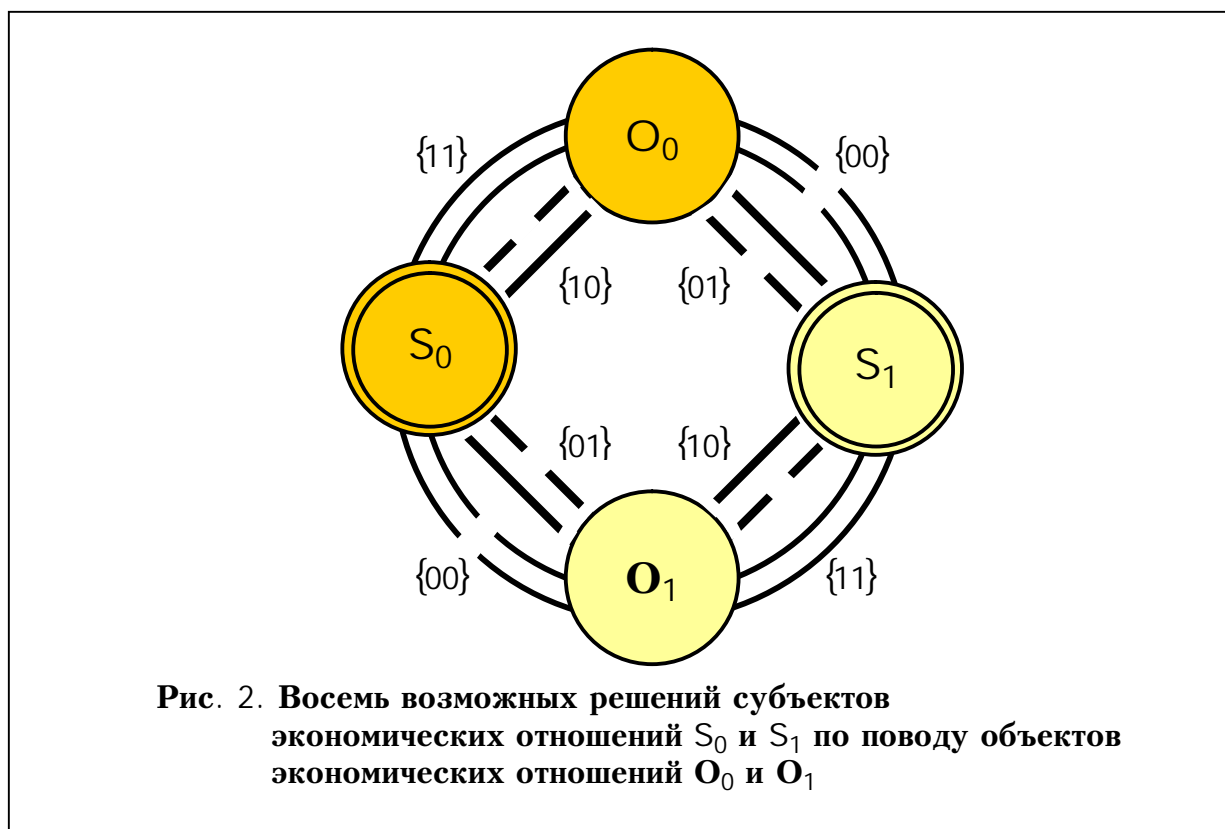 O₀
{11}
{00}
{10}
{01}
S₀
S₁
{01}
{10}
{00}
{11}
O₁
Рис. 2. Восемь возможных решений субъектов
экономических отношений S₀ и S₁ по поводу объектов
экономических отношений O₀ и O₁